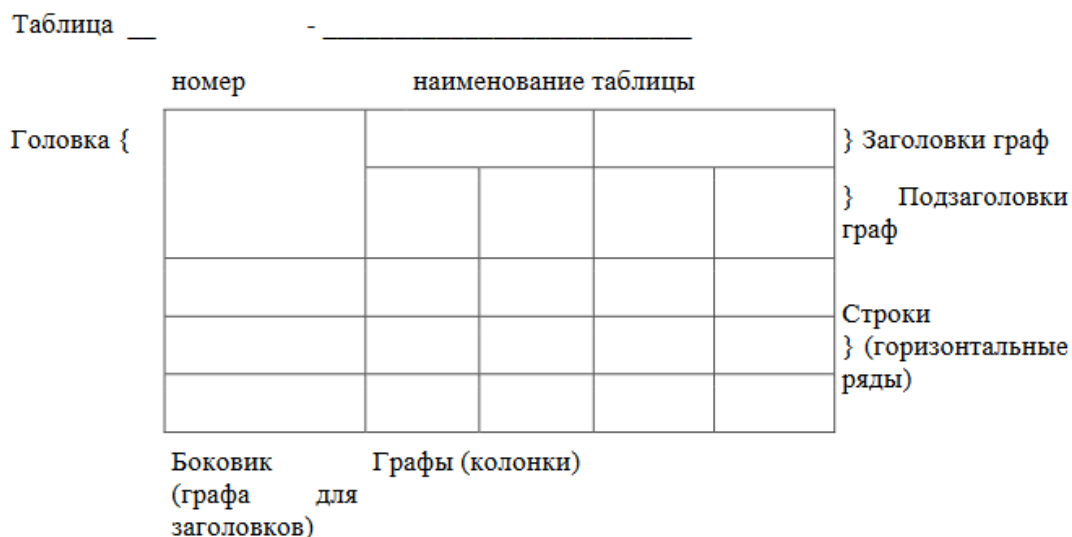 Таблица __ - __________________________
номер наименование таблицы
Головка { } Заголовки граф
} Подзаголовки
граф
Строки
} (горизонтальные
ряды)
Боковик Графы (колонки)
(графа для
заголовков)